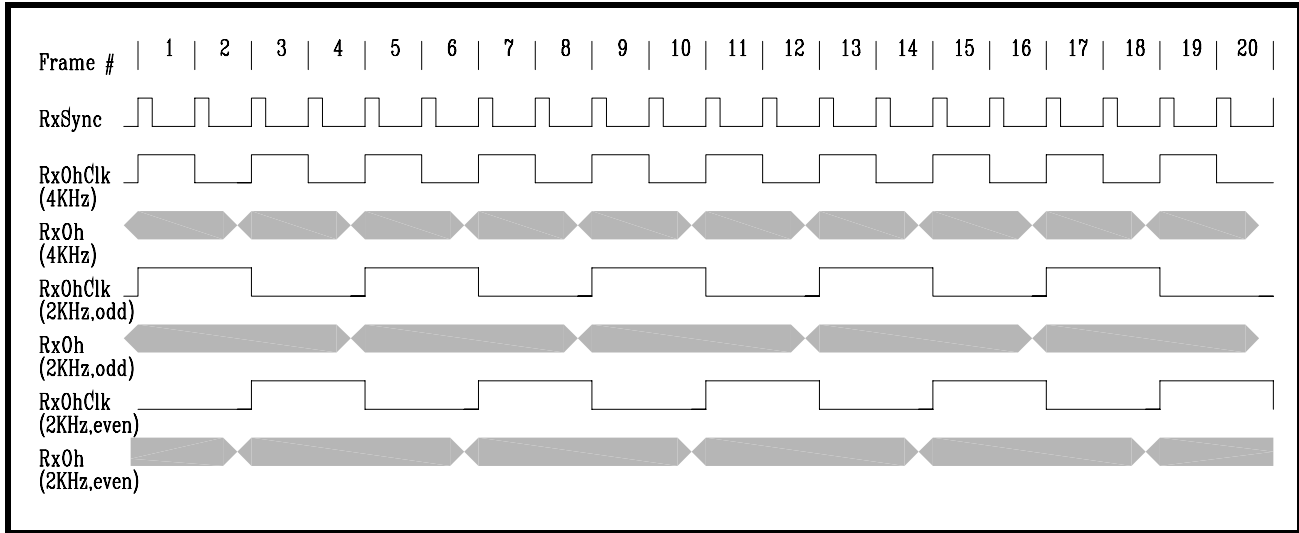 Frame # 1 2 3 4 5 6 7 8 9 10 11 12 13 14 15 16 17 18 19 20
RxSync
RxOhClk
(4KHz)
RxOh
(4KHz)
RxOhClk
(2KHz,odd)
RxOh
(2KHz,odd)
RxOhClk
(2KHz,even)
RxOh
(2KHz,even)